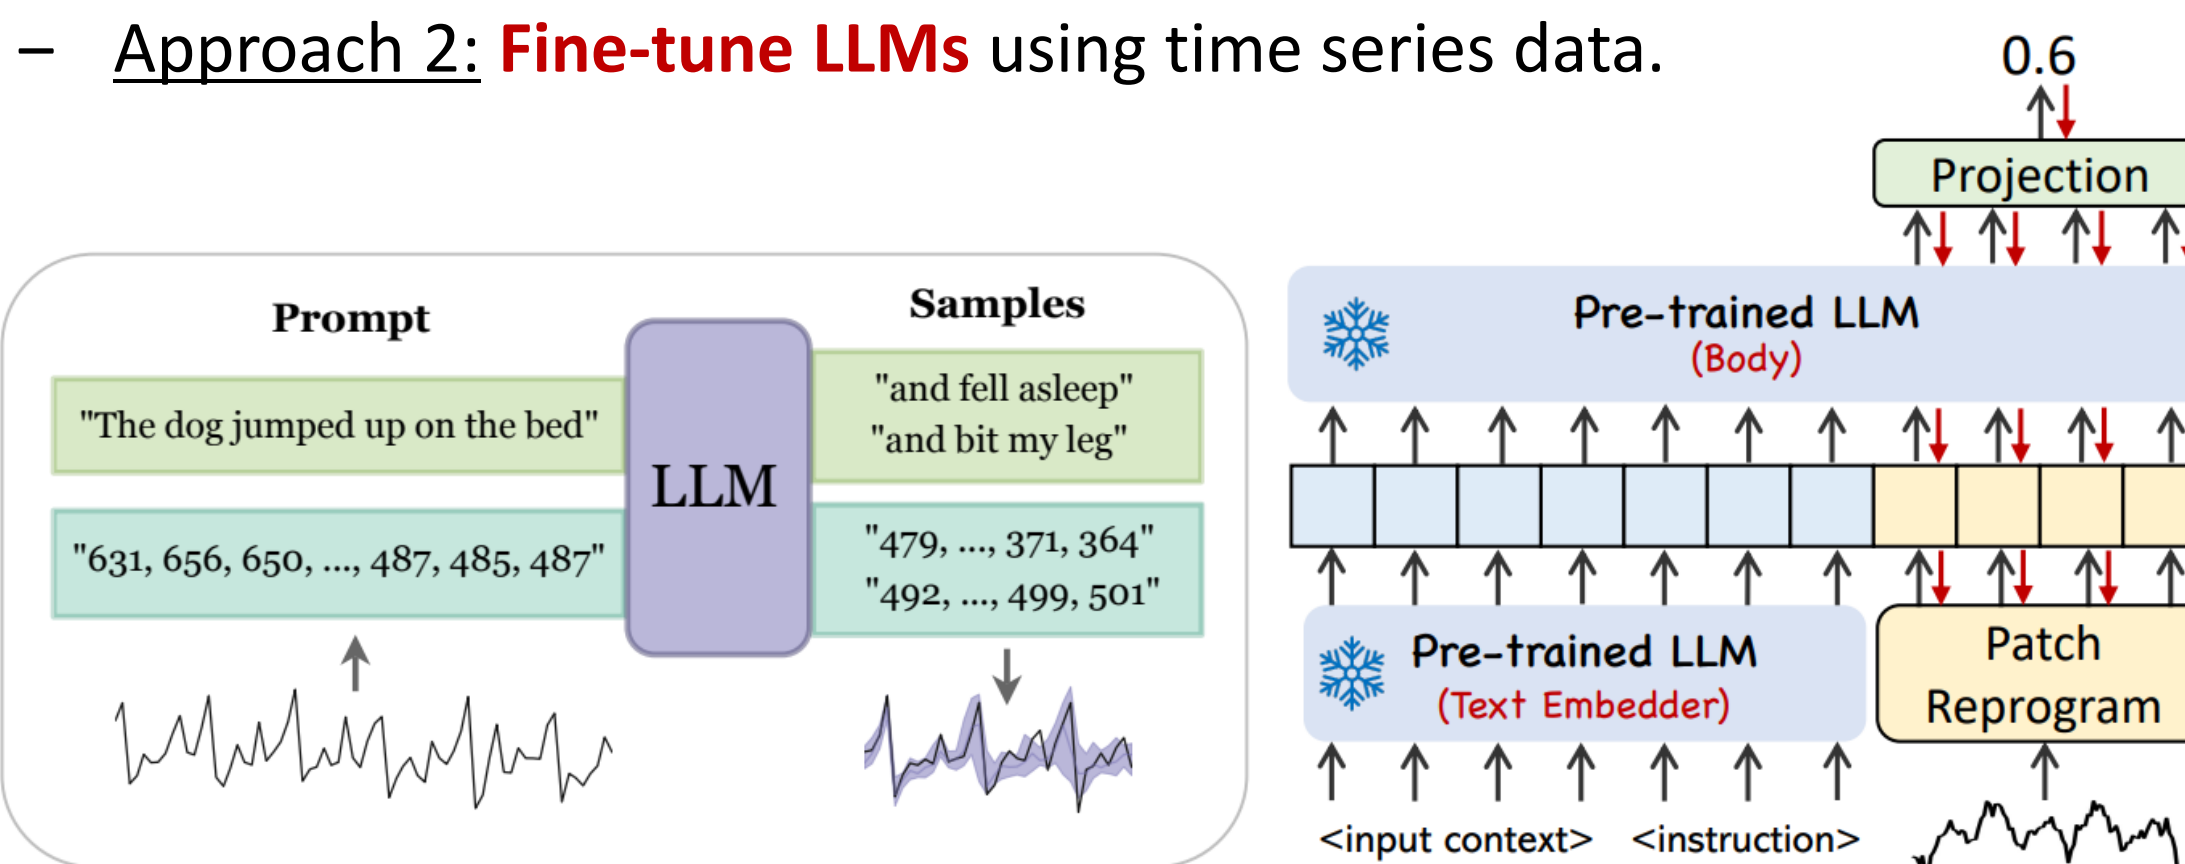 – Approach 2: Fine-tune LLMs using time series data.
Prompt
Samples
"The dog jumped up on the bed"
"631, 656, 650, ..., 487, 485, 487"
LLM
"and fell asleep"
"and bit my leg"
"479, ..., 371, 364"
"492, ..., 499, 501"
0.6
Projection
Pre-trained LLM
(Body)
Pre-trained LLM
(Text Embedder)
Patch
Reprogram
<input context> <instruction>